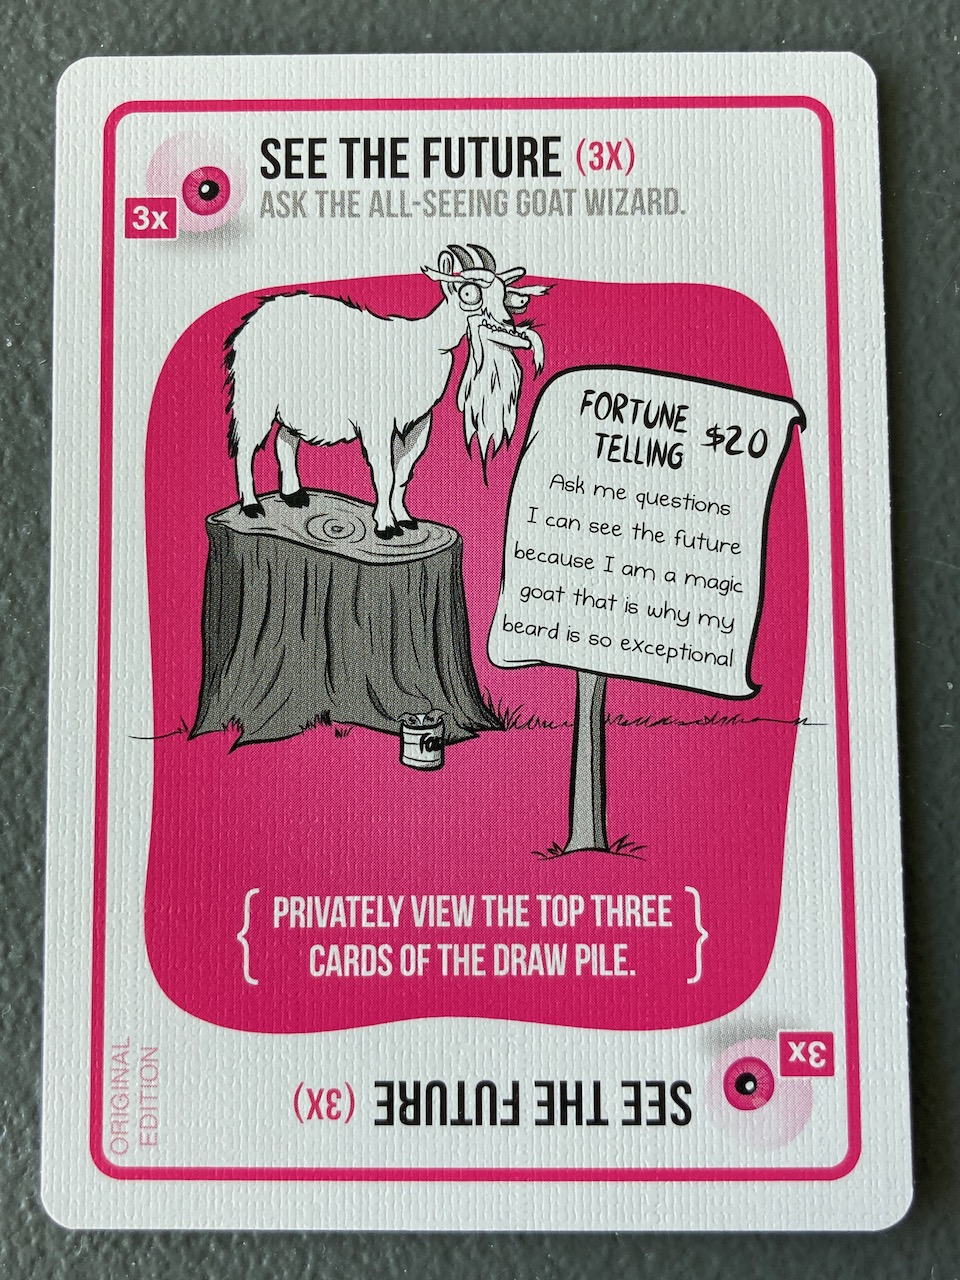 SEE THE FUTURE (3X)
3x
ASK THE ALL-SEEING GOAT WIZARD.
FORTUNE
TELLING $20
Ask me questions
I can see the future
because I am a magic
goat that is why my
beard is so exceptional
PRIVATELY VIEW THE TOP THREE
CARDS OF THE DRAW PILE.
ORIGINAL
EDITION
3x
SEE THE FUTURE (3X)